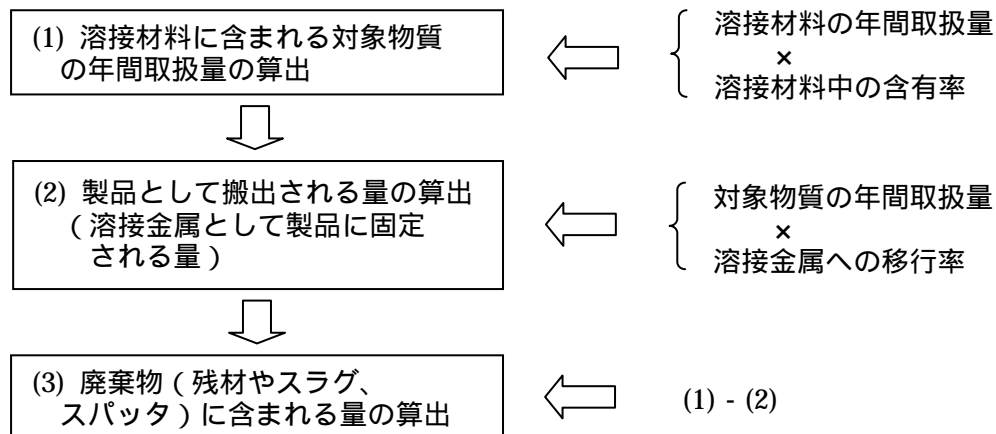 (1) 溶接材料に含まれる対象物質
の年間取扱量の算出
溶接材料の年間取扱量
×
溶接材料中の含有率
(2) 製品として搬出される量の算出
(溶接金属として製品に固定
される量)
対象物質の年間取扱量
×
溶接金属への移行率
(3) 廃棄物(残材やスラグ、
スパッタ)に含まれる量の算出
(1) - (2)